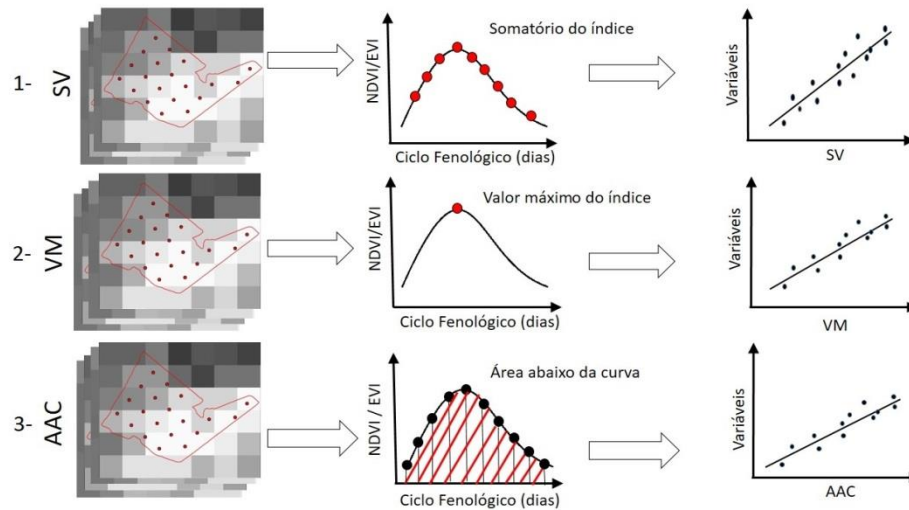 1- SV
NDVI/EVI
Somatório do índice
Ciclo Fenológico (dias)
Variáveis
SV
2- VM
NDVI/EVI
Valor máximo do índice
Ciclo Fenológico (dias)
Variáveis
VM
3- AAC
NDVI / EVI
Área abaixo da curva
Ciclo Fenológico (dias)
Variáveis
AAC